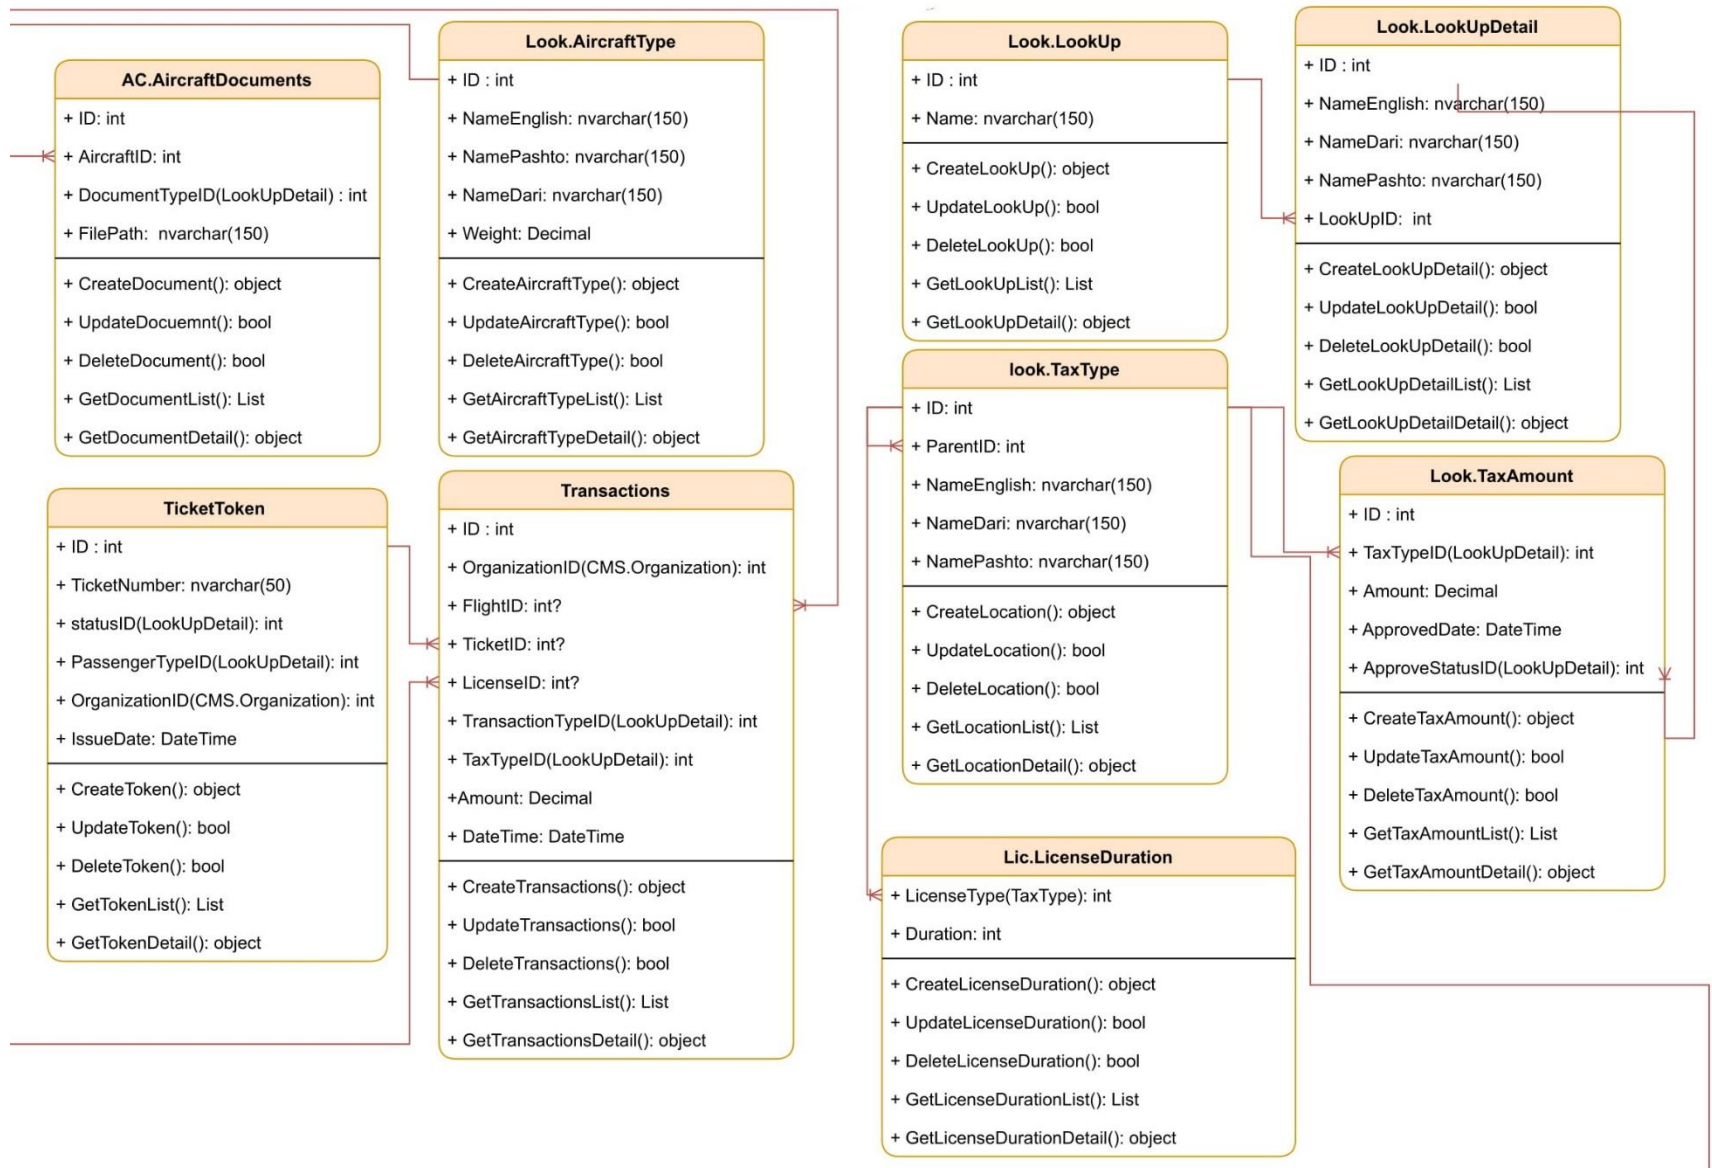 AC.AircraftDocuments
+ ID: int
+ AircraftID: int
+ DocumentTypeID(LookUpDetail) : int
+ FilePath:  nvarchar(150)
+ CreateDocument(): object
+ UpdateDocuemnt(): bool
+ DeleteDocument(): bool
+ GetDocumentList(): List
+ GetDocumentDetail(): object
Look.AircraftType
+ ID : int
+ NameEnglish: nvarchar(150)
+ NamePashto: nvarchar(150)
+ NameDari: nvarchar(150)
+ Weight: Decimal
+ CreateAircraftType(): object
+ UpdateAircraftType(): bool
+ DeleteAircraftType(): bool
+ GetAircraftTypeList(): List
+ GetAircraftTypeDetail(): object
Look.LookUp
+ ID : int
+ Name: nvarchar(150)
+ CreateLookUp(): object
+ UpdateLookUp(): bool
+ DeleteLookUp(): bool
+ GetLookUpList(): List
+ GetLookUpDetail(): object
Look.LookUpDetail
+ ID : int
+ NameEnglish: nvarchar(150)
+ NameDari: nvarchar(150)
+ NamePashto: nvarchar(150)
+ LookUpID:  int
+ CreateLookUpDetail(): object
+ UpdateLookUpDetail(): bool
+ DeleteLookUpDetail(): bool
+ GetLookUpDetailList(): List
+ GetLookUpDetailDetail(): object
TicketToken
+ ID : int
+ TicketNumber: nvarchar(50)
+ statusID(LookUpDetail): int
+ PassengerTypeID(LookUpDetail): int
+ OrganizationID(CMS.Organization): int
+ IssueDate: DateTime
+ CreateToken(): object
+ UpdateToken(): bool
+ DeleteToken(): bool
+ GetTokenList(): List
+ GetTokenDetail(): object
Transactions
+ ID : int
+ OrganizationID(CMS.Organization): int
+ FlightID: int?
+ TicketID: int?
+ LicenseID: int?
+ TransactionTypeID(LookUpDetail): int
+ TaxTypeID(LookUpDetail): int
+Amount: Decimal
+ DateTime: DateTime
+ CreateTransactions(): object
+ UpdateTransactions(): bool
+ DeleteTransactions(): bool
+ GetTransactionsList(): List
+ GetTransactionsDetail(): object
look.TaxType
+ ID: int
+ ParentID: int
+ NameEnglish: nvarchar(150)
+ NameDari: nvarchar(150)
+ NamePashto: nvarchar(150)
+ CreateLocation(): object
+ UpdateLocation(): bool
+ DeleteLocation(): bool
+ GetLocationList(): List
+ GetLocationDetail(): object
Look.TaxAmount
+ ID : int
+ TaxTypeID(LookUpDetail): int
+ Amount: Decimal
+ ApprovedDate: DateTime
+ ApproveStatusID(LookUpDetail): int
+ CreateTaxAmount(): object
+ UpdateTaxAmount(): bool
+ DeleteTaxAmount(): bool
+ GetTaxAmountList(): List
+ GetTaxAmountDetail(): object
Lic.LicenseDuration
+ LicenseType(TaxType): int
+ Duration: int
+ CreateLicenseDuration(): object
+ UpdateLicenseDuration(): bool
+ DeleteLicenseDuration(): bool
+ GetLicenseDurationList(): List
+ GetLicenseDurationDetail(): object